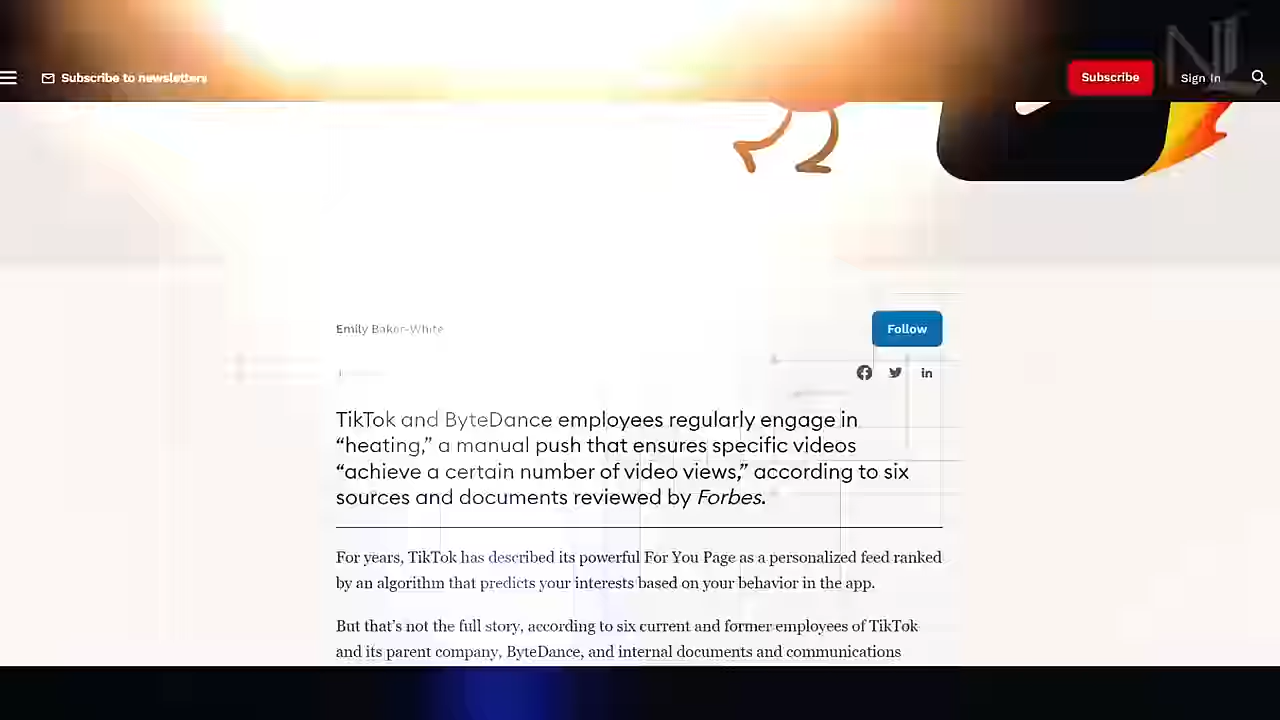 Subscribe to newsletters
Subscribe
Sign In
NL
Emily Baker-White
Follow
TikTok and ByteDance employees regularly engage in
“heating,” a manual push that ensures specific videos
“achieve a certain number of video views,” according to six
sources and documents reviewed by Forbes.
For years, TikTok has described its powerful For You Page as a personalized feed ranked
by an algorithm that predicts your interests based on your behavior in the app.
But that’s not the full story, according to six current and former employees of TikTok
and its parent company, ByteDance, and internal documents and communications